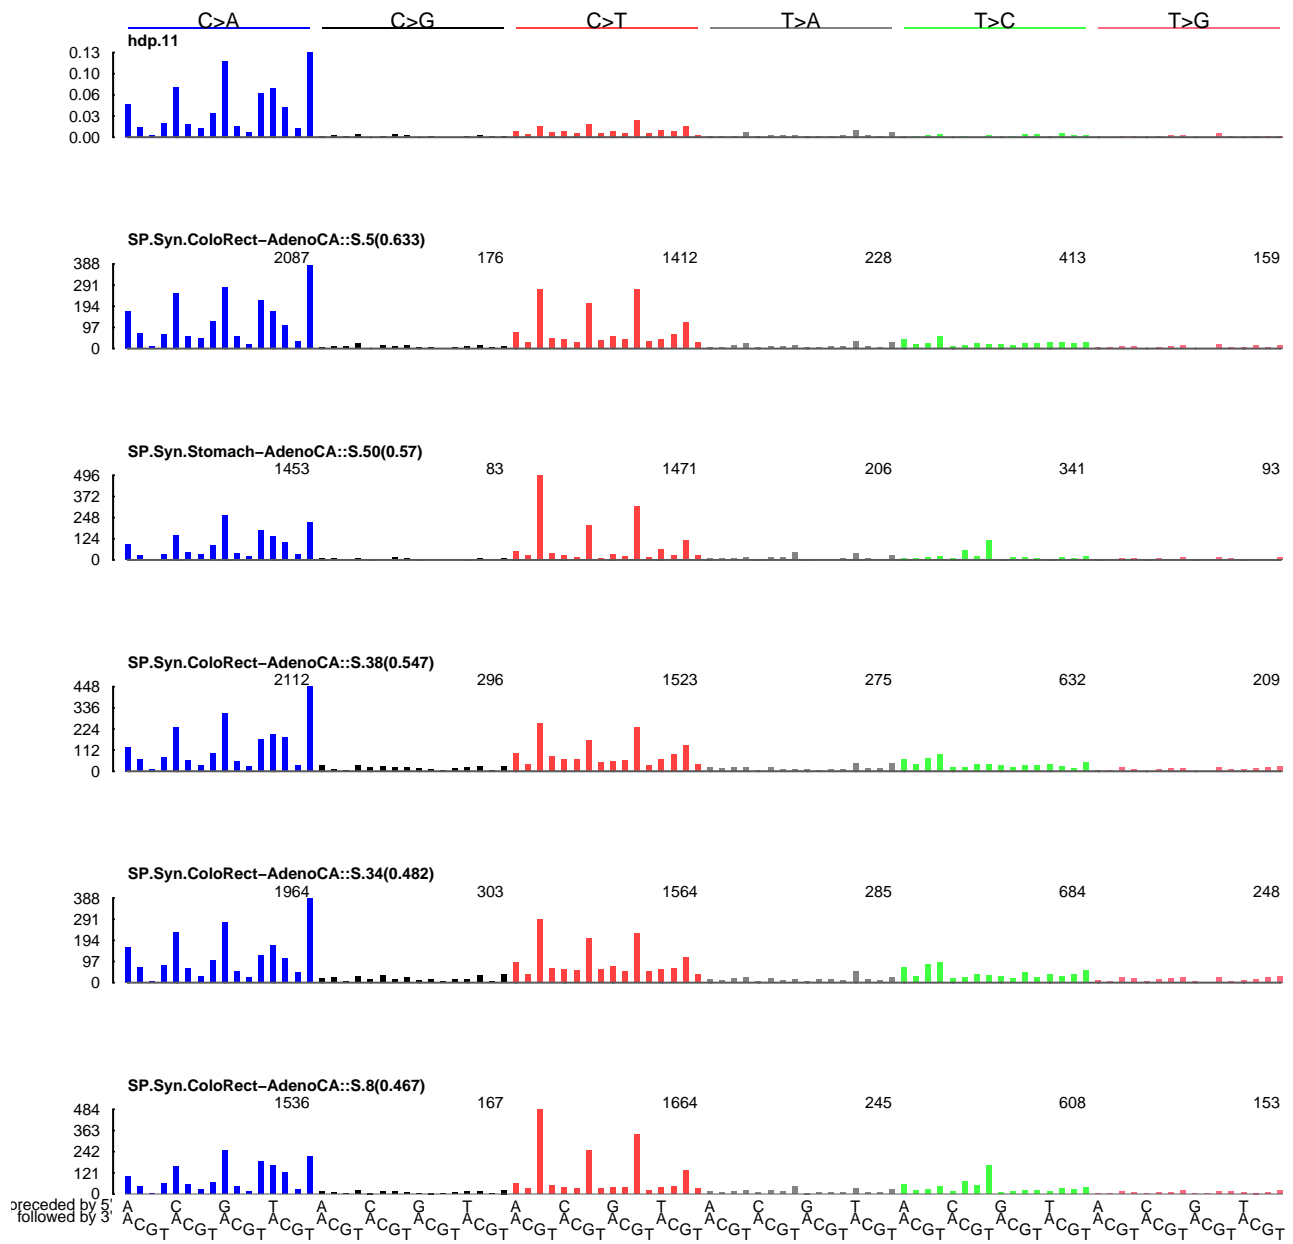 C>A C>G C>T T>A T>C T>G
hdp.11
0.13
0.10
0.06
0.03
0.00
SP.Syn.ColoRect−AdenoCA::S.5(0.633)
2087 176 1412 228 413 159
388
291
194
97
0
SP.Syn.Stomach−AdenoCA::S.50(0.57)
1453 83 1471 206 341 93
496
372
248
124
0
SP.Syn.ColoRect−AdenoCA::S.38(0.547)
2112 296 1523 275 632 209
448
336
224
112
0
SP.Syn.ColoRect−AdenoCA::S.34(0.482)
1964 303 1564 285 684 248
388
291
194
97
0
SP.Syn.ColoRect−AdenoCA::S.8(0.467)
1536 167 1664 245 608 153
484
363
242
121
0
preceded by 5' A C G T A C G T A C G T A C G T A C G T A C G T
followed by 3' A C G T A C G T A C G T A C G T A C G T A C G T A C G T A C G T A C G T A C G T A C G T A C G T A C G T A C G T A C G T A C G T A C G T A C G T A C G T A C G T A C G T A C G T A C G T A C G T